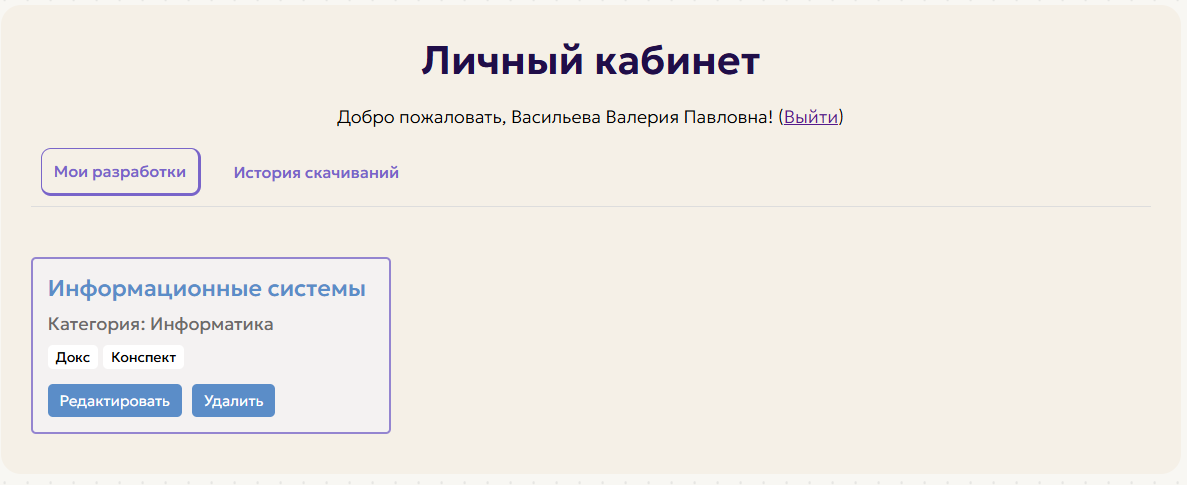 Личный кабинет
Добро пожаловать, Васильева Валерия Павловна! (Выйти)
Мои разработки История скачиваний
Информационные системы
Категория: Информатика
Докс Конспект
Редактировать Удалить